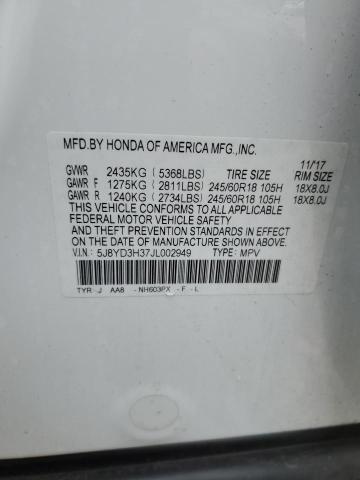 MFD.BY HONDA OF AMERICA MFG.,INC.
11/17
GVWR 2435KG ( 5368LBS) TIRE SIZE RIM SIZE
GAWR F 1275KG ( 2811LBS) 245/60R18 105H 18X8.0J
GAWR R 1240KG ( 2734LBS) 245/60R18 105H 18X8.0J
THIS VEHICLE CONFORMS TO ALL APPLICABLE
FEDERAL MOTOR VEHICLE SAFETY
AND THEFT PREVENTION STANDARDS IN EFFECT ON THE
DATE OF MANUFACTURE SHOWN ABOVE.
V.I.N: 5J8YD3H37JL002949 TYPE: MPV
TYR -J AA8 -NH603PX -F -L